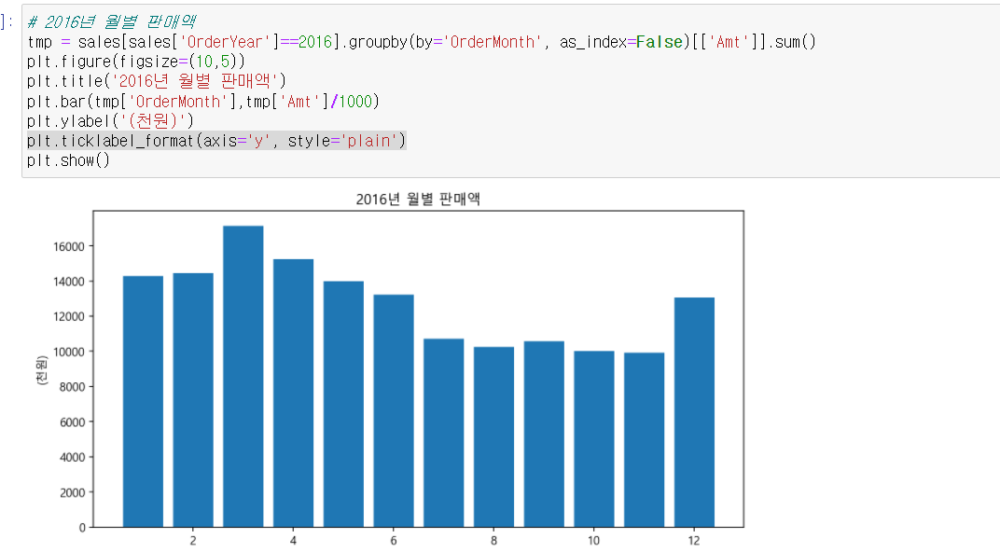 ]:
# 2016년 월별 판매액
tmp = sales[sales['OrderYear']==2016].groupby(by='OrderMonth', as_index=False)[['Amt']].sum()
plt.figure(figsize=(10,5))
plt.title('2016년 월별 판매액')
plt.bar(tmp['OrderMonth'],tmp['Amt']/1000)
plt.ylabel('(천원)')
plt.ticklabel_format(axis='y', style='plain')
plt.show()
2016년 월별 판매액
16000
14000
12000
10000
8000
6000
4000
2000
0
(천원)
2 4 6 8 10 12